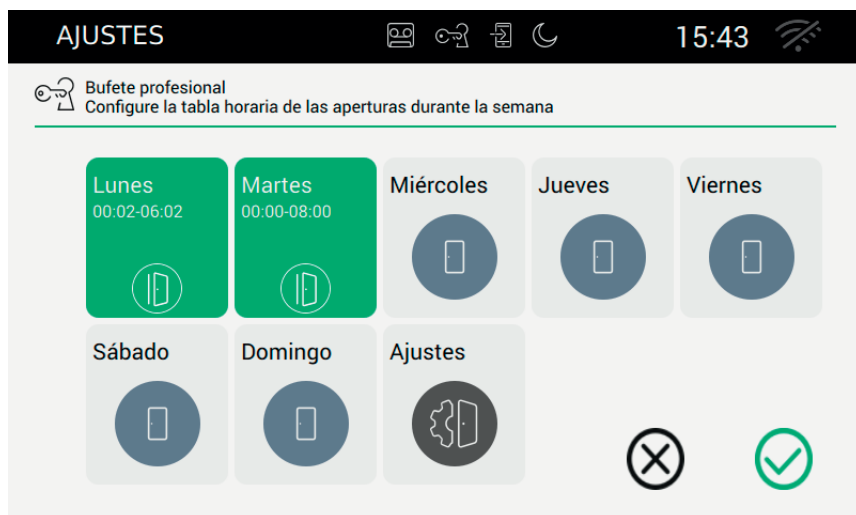 AJUSTES
15:43
Bufete profesional
Configure la tabla horaria de las aperturas durante la semana
Lunes
00:02-06:02
Martes
00:00-08:00
Miércoles
Jueves
Viernes
Sábado
Domingo
Ajustes